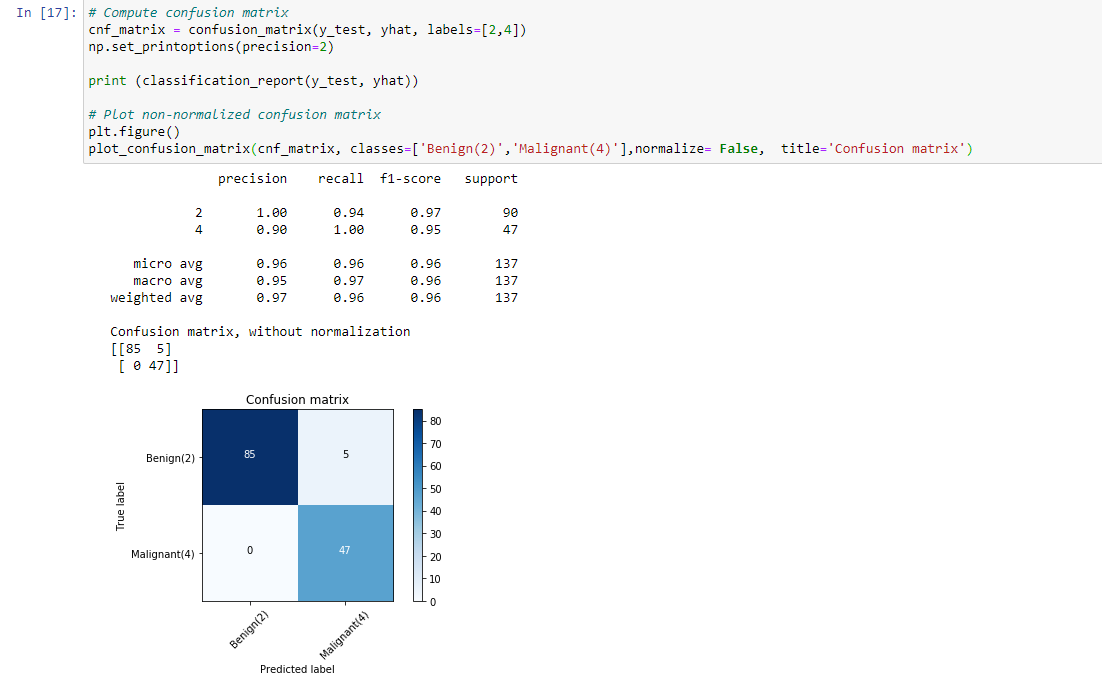 In [17]: # Compute confusion matrix
cnf_matrix = confusion_matrix(y_test, yhat, labels=[2,4])
np.set_printoptions(precision=2)
print (classification_report(y_test, yhat))
# Plot non-normalized confusion matrix
plt.figure()
plot_confusion_matrix(cnf_matrix, classes=['Benign(2)','Malignant(4)'],normalize= False,  title='Confusion matrix')
precision recall f1-score support
2 1.00 0.94 0.97 90
4 0.90 1.00 0.95 47
micro avg 0.96 0.96 0.96 137
macro avg 0.95 0.97 0.96 137
weighted avg 0.97 0.96 0.96 137
Confusion matrix, without normalization
[[85  5]
[ 0 47]]
Confusion matrix
Benign(2)
Malignant(4)
True label
85 5
0 47
80
70
60
50
40
30
20
10
0
Benign(2)
Malignant(4)
Predicted label